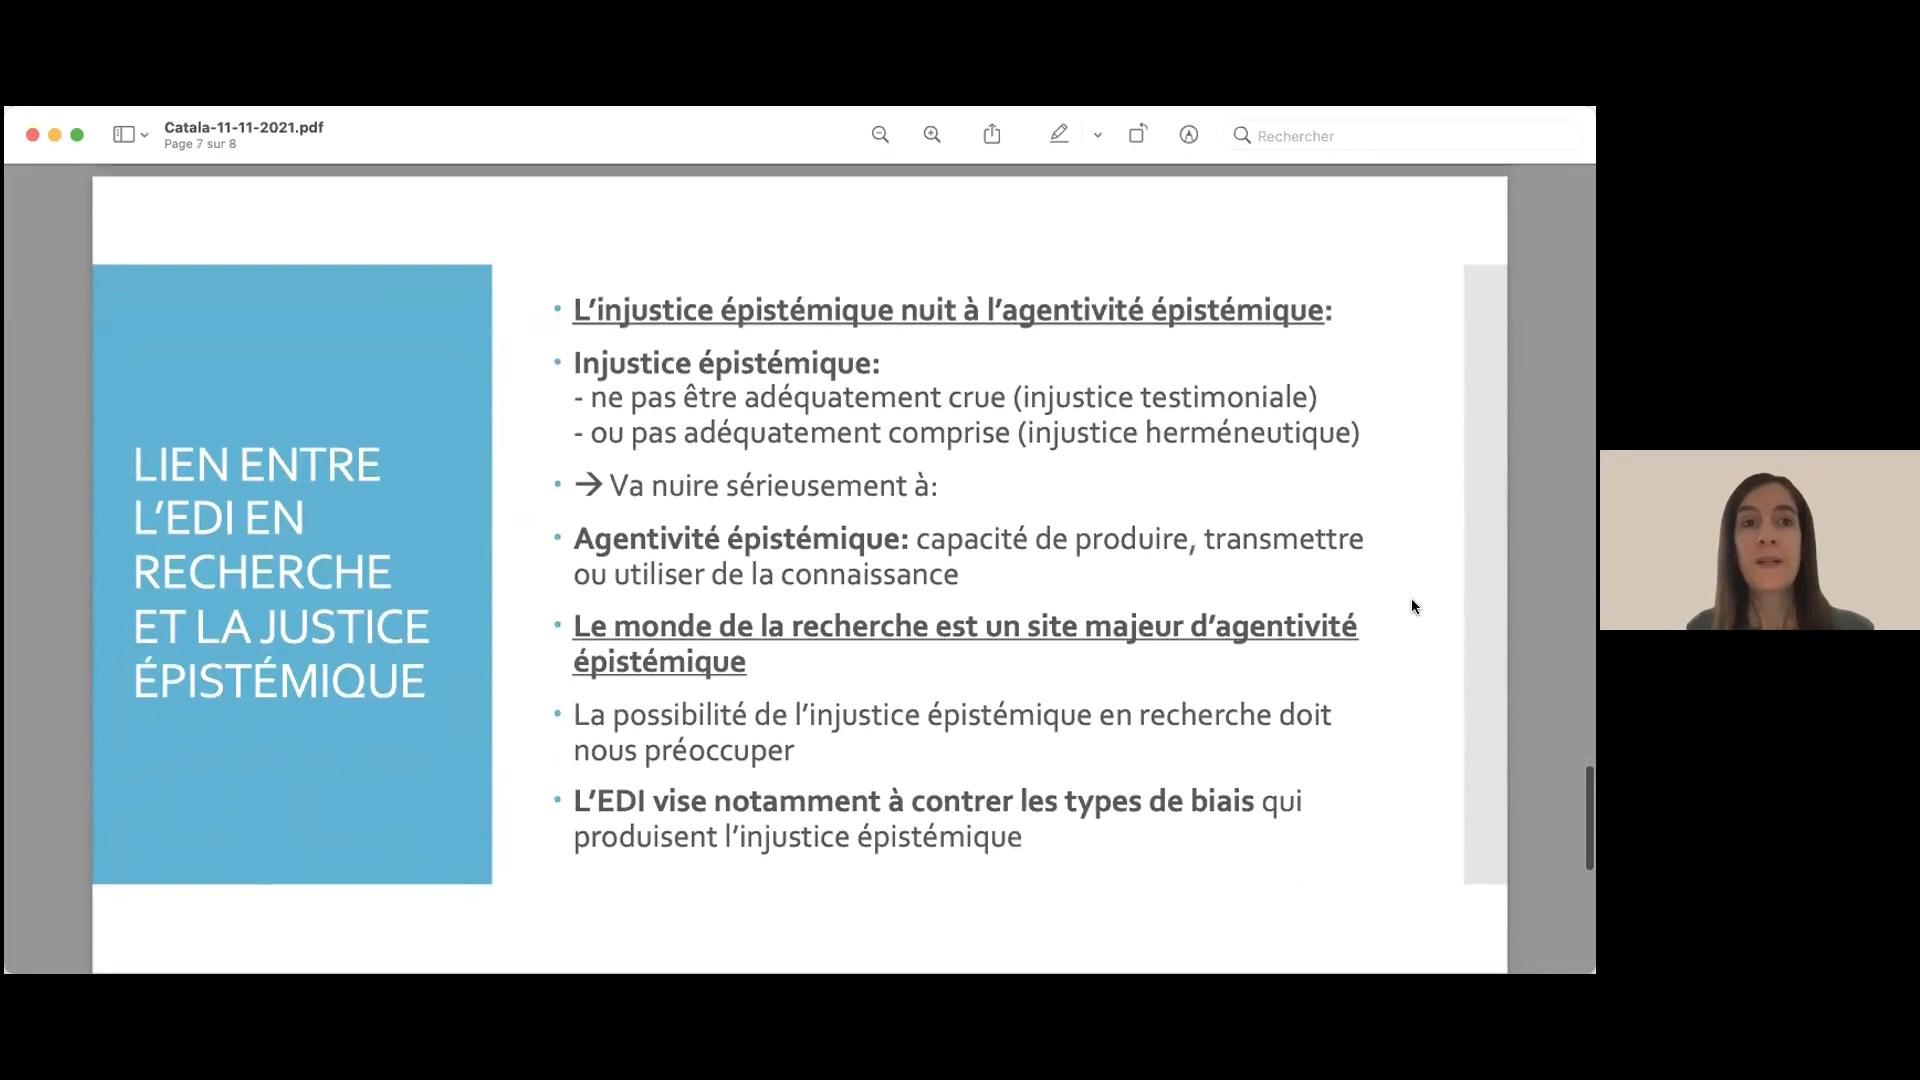 Catala-11-11-2021.pdf
Page 7 sur 8
Rechercher
LIEN ENTRE
L’EDI EN
RECHERCHE
ET LA JUSTICE
ÉPISTÉMIQUE
• L’injustice épistémique nuit à l’agentivité épistémique:
• Injustice épistémique:
- ne pas être adéquatement crue (injustice testimoniale)
- ou pas adéquatement comprise (injustice herméneutique)
• → Va nuire sérieusement à:
• Agentivité épistémique: capacité de produire, transmettre
ou utiliser de la connaissance
• Le monde de la recherche est un site majeur d’agentivité
épistémique
• La possibilité de l’injustice épistémique en recherche doit
nous préoccuper
• L’EDI vise notamment à contrer les types de biais qui
produisent l’injustice épistémique